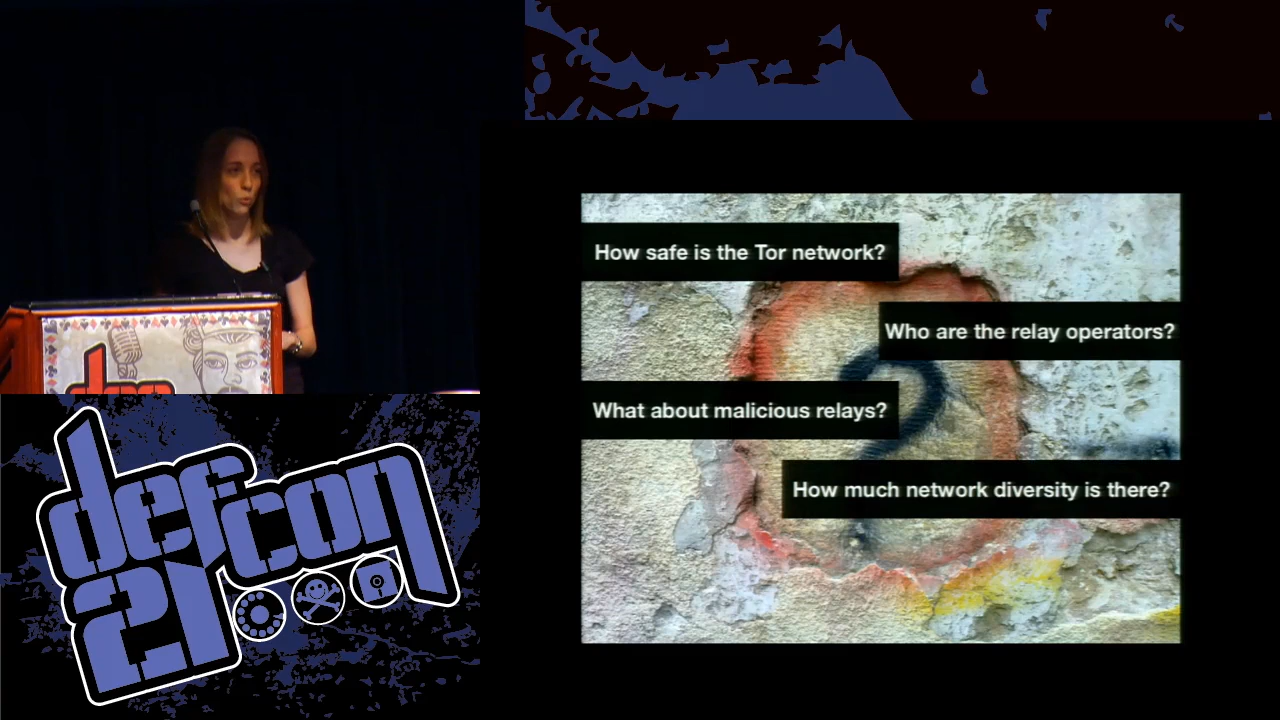 How safe is the Tor network?
Who are the relay operators?
What about malicious relays?
How much network diversity is there?
defcon
21